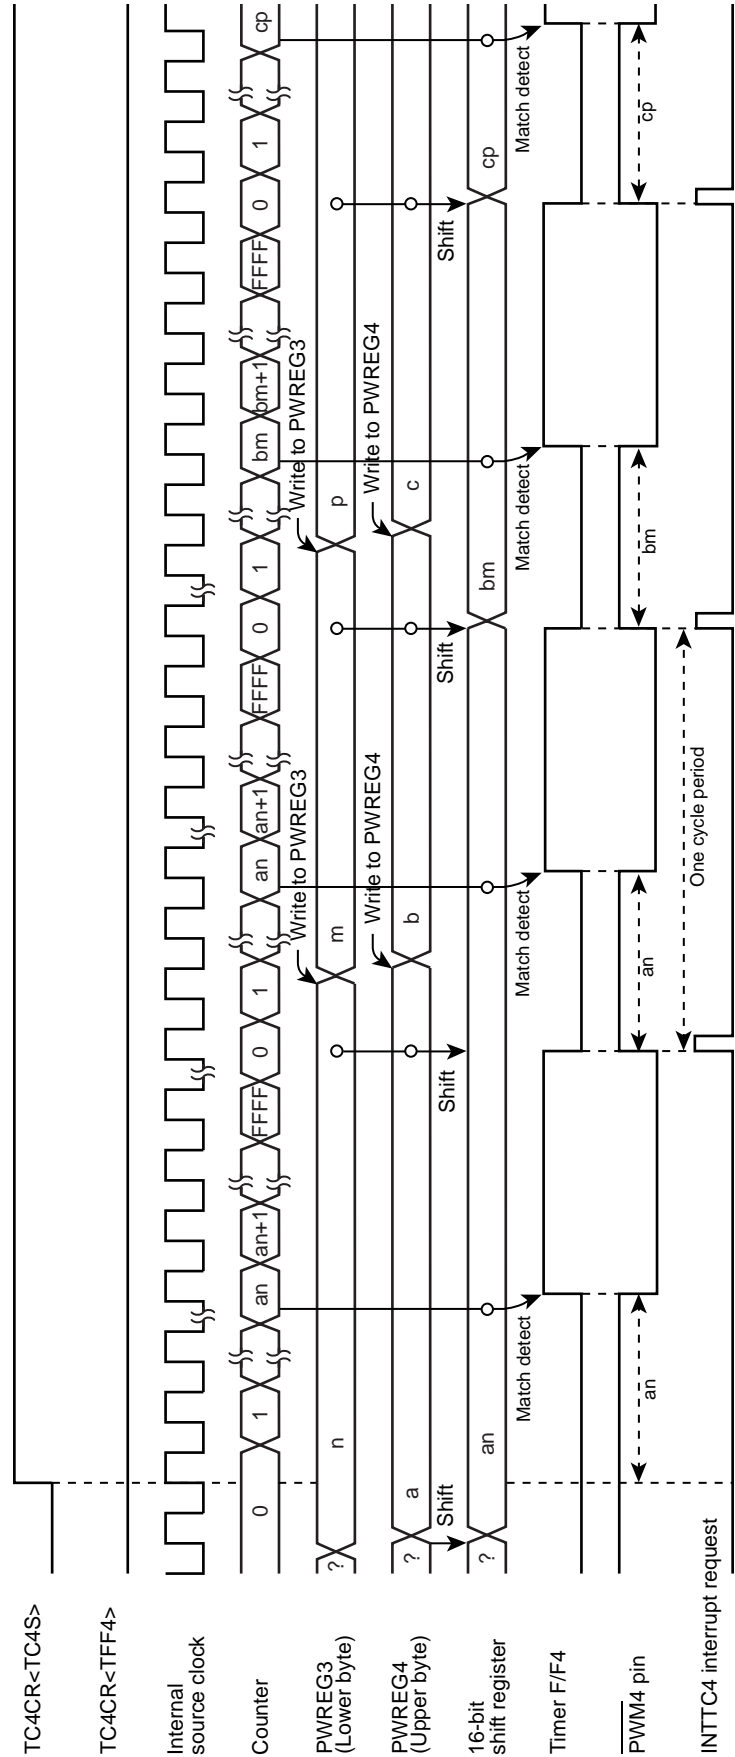 TC4CR<TC4S>
TC4CR<TFF4>
Internal
source clock
Counter
0 1 an an+1 FFFF 0 1 an an+1 FFFF 0 1 bm bm+1 FFFF 0 1 cp
Write to PWREG3
Write to PWREG3
PWREG3
(Lower byte)
? n m p
Write to PWREG4
Write to PWREG4
PWREG4
(Upper byte)
? a b c
Shift
Shift
Shift
Shift
16-bit
shift register
? an bm cp
Match detect
Match detect
Match detect
Match detect
Timer F/F4
PWM4 pin
an an bm cp
One cycle period
INTTC4 interrupt request